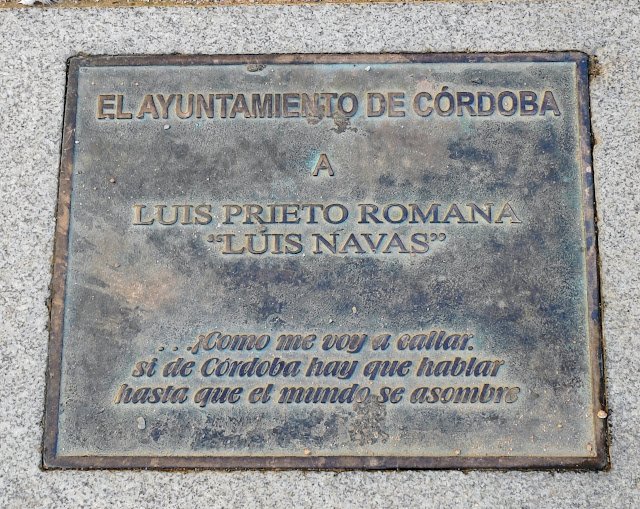 EL AYUNTAMIENTO DE CÓRDOBA
A
LUIS PRIETO ROMANA
“LUIS NAVAS”
. . .¡Como me voy a callar.
si de Córdoba hay que hablar
hasta que el mundo se asombre